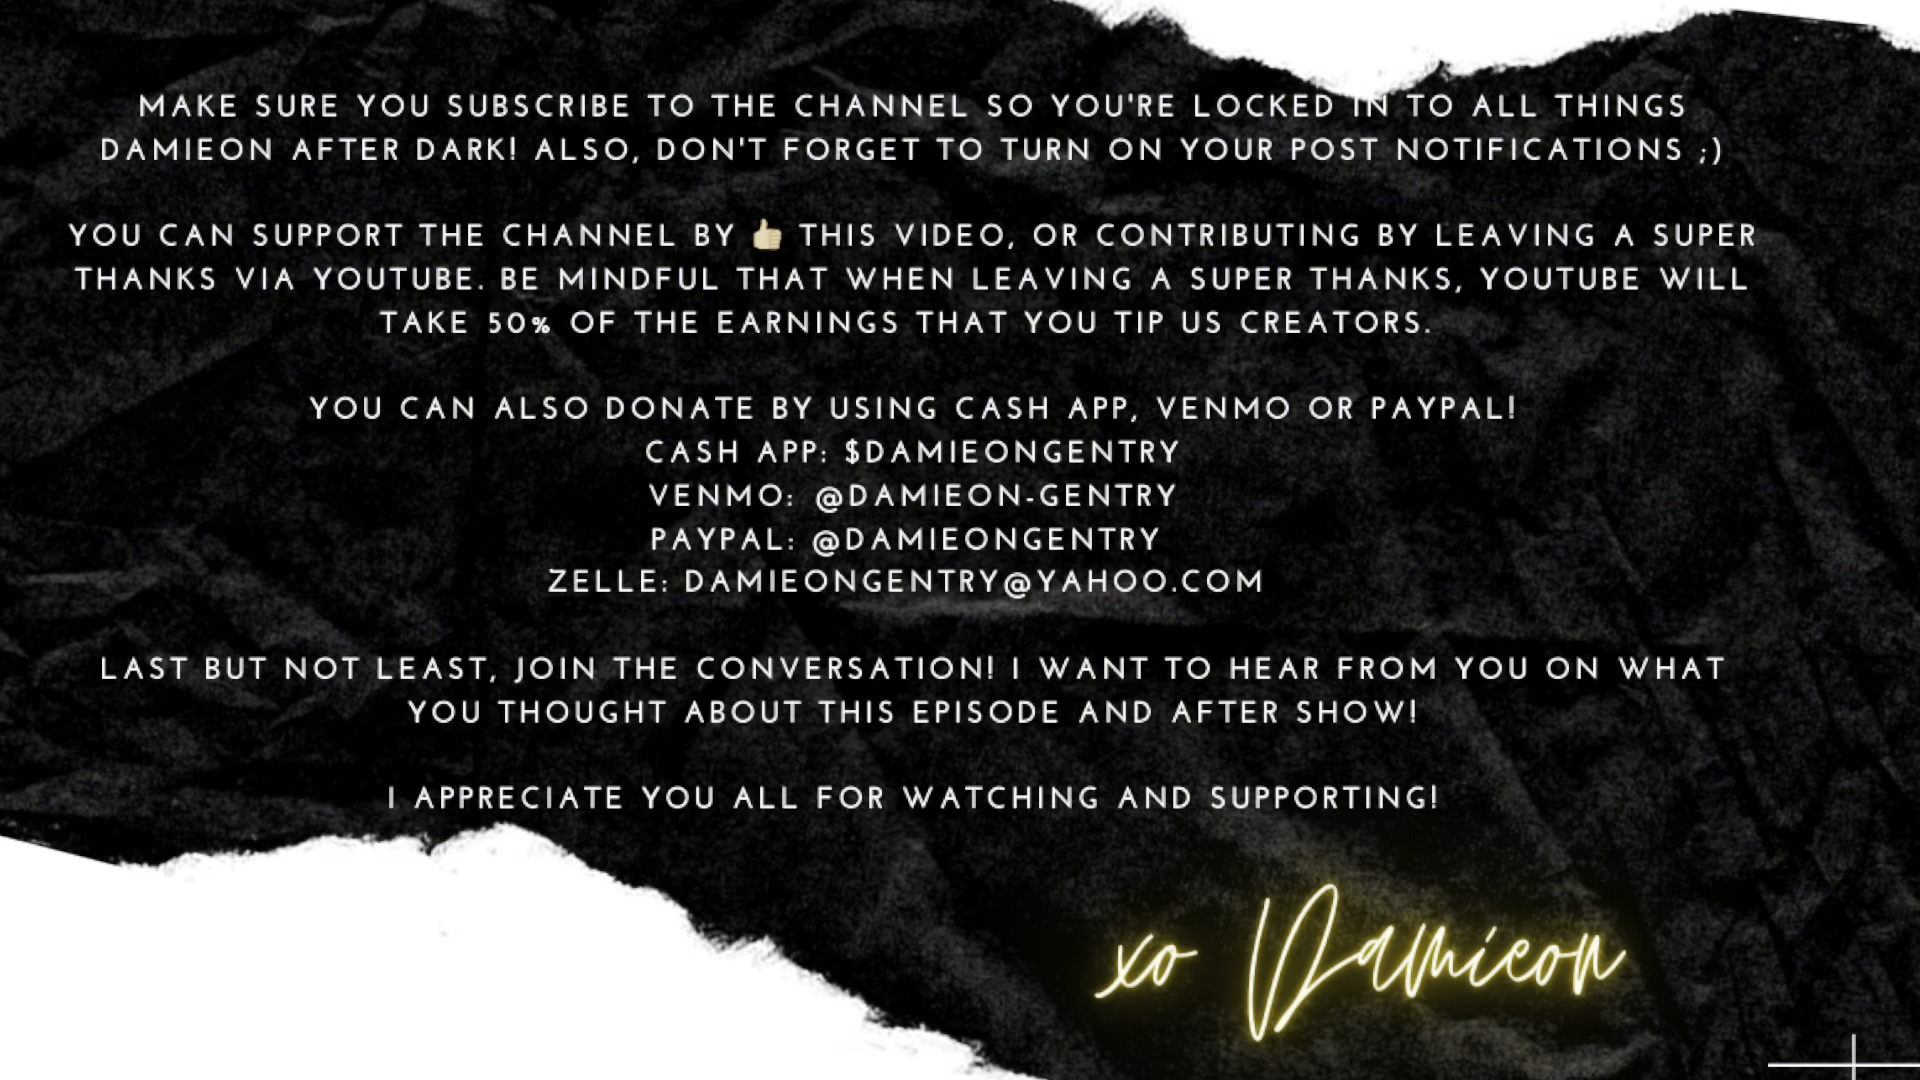 MAKE SURE YOU SUBSCRIBE TO THE CHANNEL SO YOU'RE LOCKED IN TO ALL THINGS
DAMIEON AFTER DARK! ALSO, DON'T FORGET TO TURN ON YOUR POST NOTIFICATIONS ;)
YOU CAN SUPPORT THE CHANNEL BY 👍🏼 THIS VIDEO, OR CONTRIBUTING BY LEAVING A SUPER
THANKS VIA YOUTUBE. BE MINDFUL THAT WHEN LEAVING A SUPER THANKS, YOUTUBE WILL
TAKE 50% OF THE EARNINGS THAT YOU TIP US CREATORS.
YOU CAN ALSO DONATE BY USING CASH APP, VENMO OR PAYPAL!
CASH APP: $DAMIEONGENTRY
VENMO: @DAMIEON-GENTRY
PAYPAL: @DAMIEONGENTRY
ZELLE: DAMIEONGENTRY@YAHOO.COM
LAST BUT NOT LEAST, JOIN THE CONVERSATION! I WANT TO HEAR FROM YOU ON WHAT
YOU THOUGHT ABOUT THIS EPISODE AND AFTER SHOW!
I APPRECIATE YOU ALL FOR WATCHING AND SUPPORTING!
xo Damieon